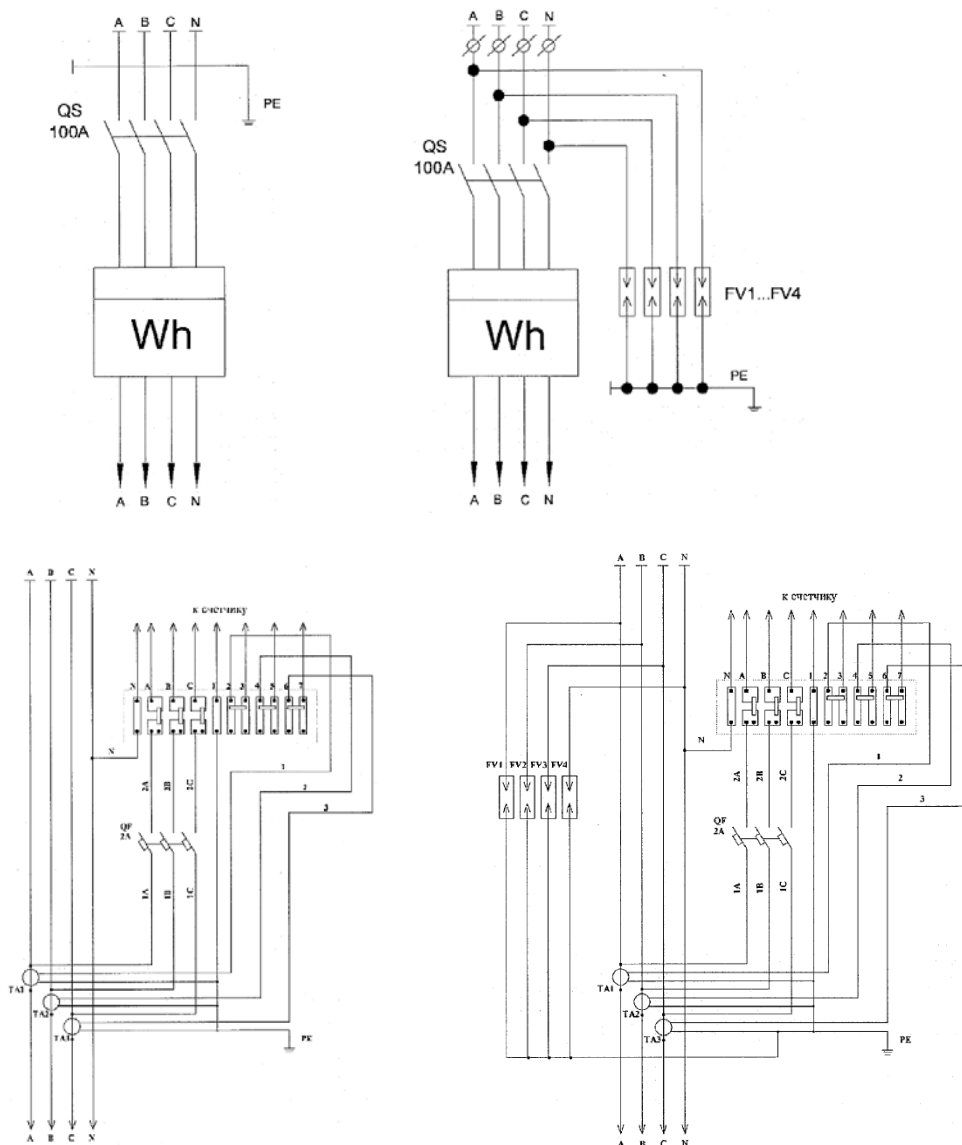 A B C N
PE
QS
100A
Wh
A B C N
A B C N
QS
100A
Wh
FV1...FV4
PE
A B C N
A B C N
к счетчику
N A B C 1 2 3 4 5 6 7
N
1
2
3
2A 2B 2C
QF
2A
1A 1B 1C
TA1
TA2
TA3
PE
A B C N
A B C N
к счетчику
N A B C 1 2 3 4 5 6 7
N
1
2
3
FV1 FV2 FV3 FV4
2A 2B 2C
QF
2A
1A 1B 1C
TA1
TA2
TA3
PE
A B C N